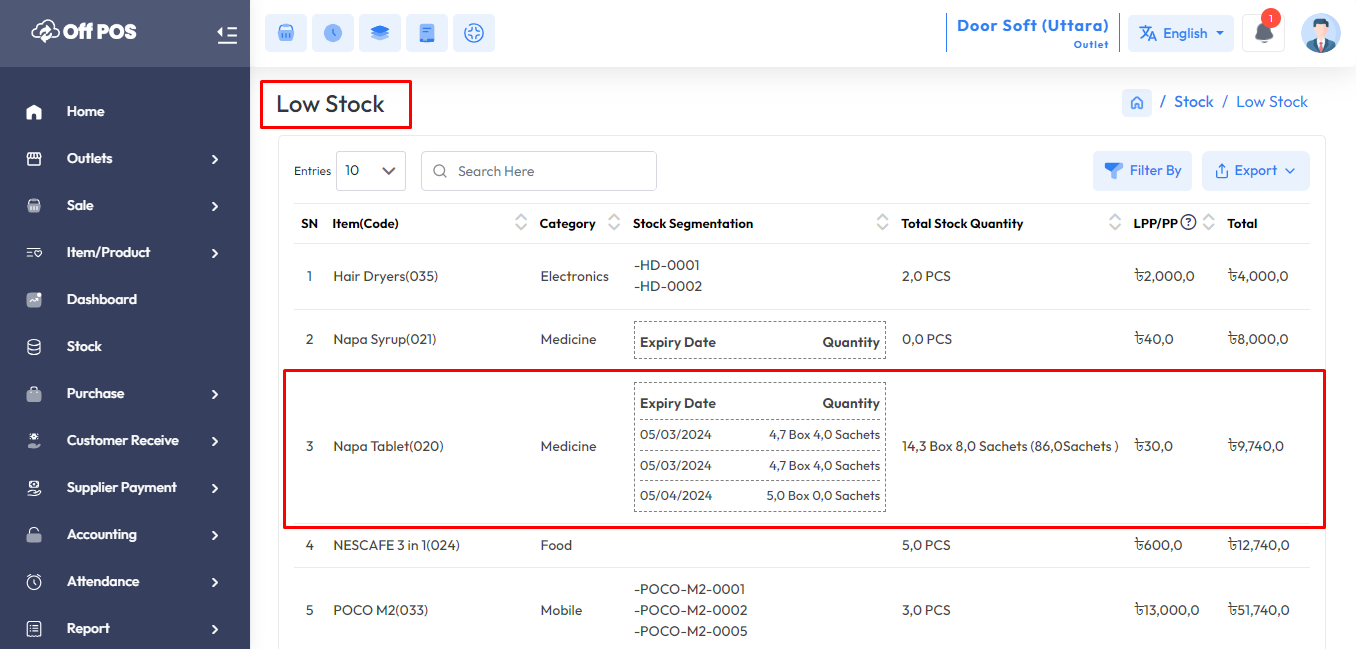 Off POS
Door Soft (Uttara)
Outlet
English
1
Home
Outlets
Sale
Item/Product
Dashboard
Stock
Purchase
Customer Receive
Supplier Payment
Accounting
Attendance
Report
Low Stock
/ Stock / Low Stock
Entries 10 Search Here Filter By Export
SN Item(Code) Category Stock Segmentation Total Stock Quantity LPP/PP ? Total
1 Hair Dryers(035) Electronics -HD-0001 2,0 PCS ৳2,000,0 ৳4,000,0
-HD-0002
2 Napa Syrup(021) Medicine Expiry Date Quantity 0,0 PCS ৳40,0 ৳8,000,0
Expiry Date Quantity
05/03/2024 4,7 Box 4,0 Sachets
3 Napa Tablet(020) Medicine 14,3 Box 8,0 Sachets (86,0Sachets ) ৳30,0 ৳9,740,0
05/03/2024 4,7 Box 4,0 Sachets
05/04/2024 5,0 Box 0,0 Sachets
4 NESCAFE 3 in 1(024) Food 5,0 PCS ৳600,0 ৳12,740,0
-POCO-M2-0001
5 POCO M2(033) Mobile -POCO-M2-0002 3,0 PCS ৳13,000,0 ৳51,740,0
-POCO-M2-0005